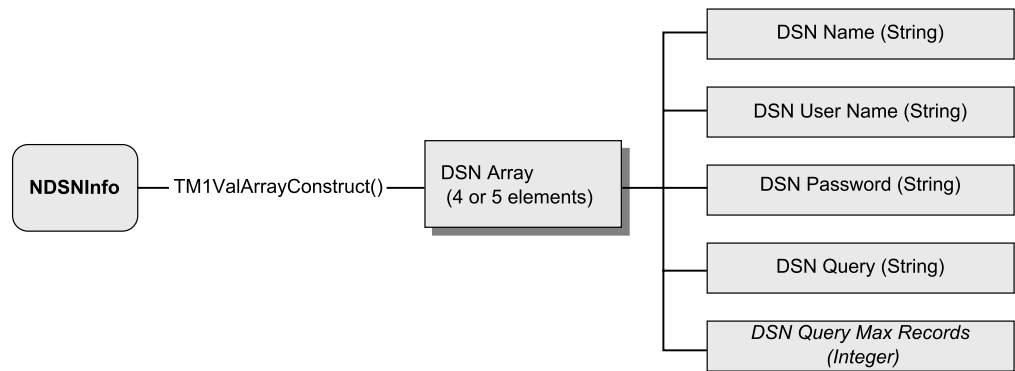 NDSNInfo
TM1ValArrayConstruct()
DSN Array
(4 or 5 elements)
DSN Name (String)
DSN User Name (String)
DSN Password (String)
DSN Query (String)
DSN Query Max Records
(Integer)